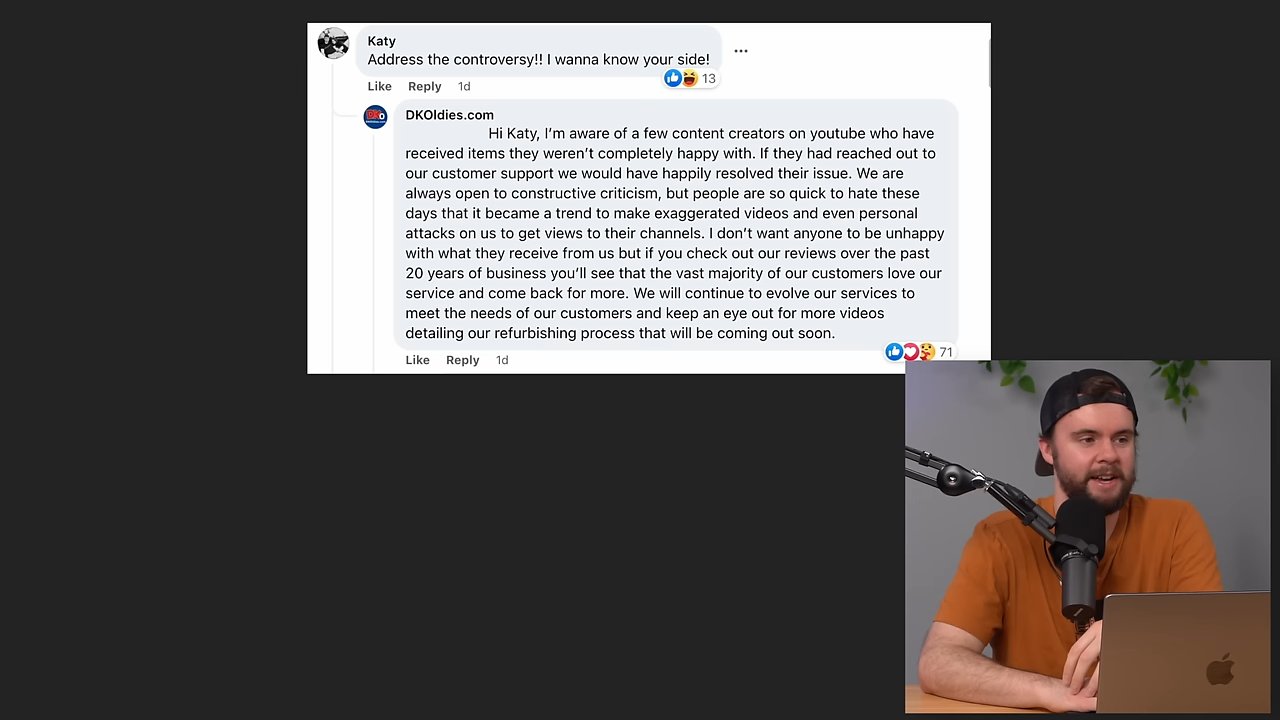 Katy
Address the controversy!! I wanna know your side!
13
Like Reply 1d
DKOldies.com
Hi Katy, I’m aware of a few content creators on youtube who have
received items they weren’t completely happy with. If they had reached out to
our customer support we would have happily resolved their issue. We are
always open to constructive criticism, but people are so quick to hate these
days that it became a trend to make exaggerated videos and even personal
attacks on us to get views to their channels. I don’t want anyone to be unhappy
with what they receive from us but if you check out our reviews over the past
20 years of business you’ll see that the vast majority of our customers love our
service and come back for more. We will continue to evolve our services to
meet the needs of our customers and keep an eye out for more videos
detailing our refurbishing process that will be coming out soon.
71
Like Reply 1d